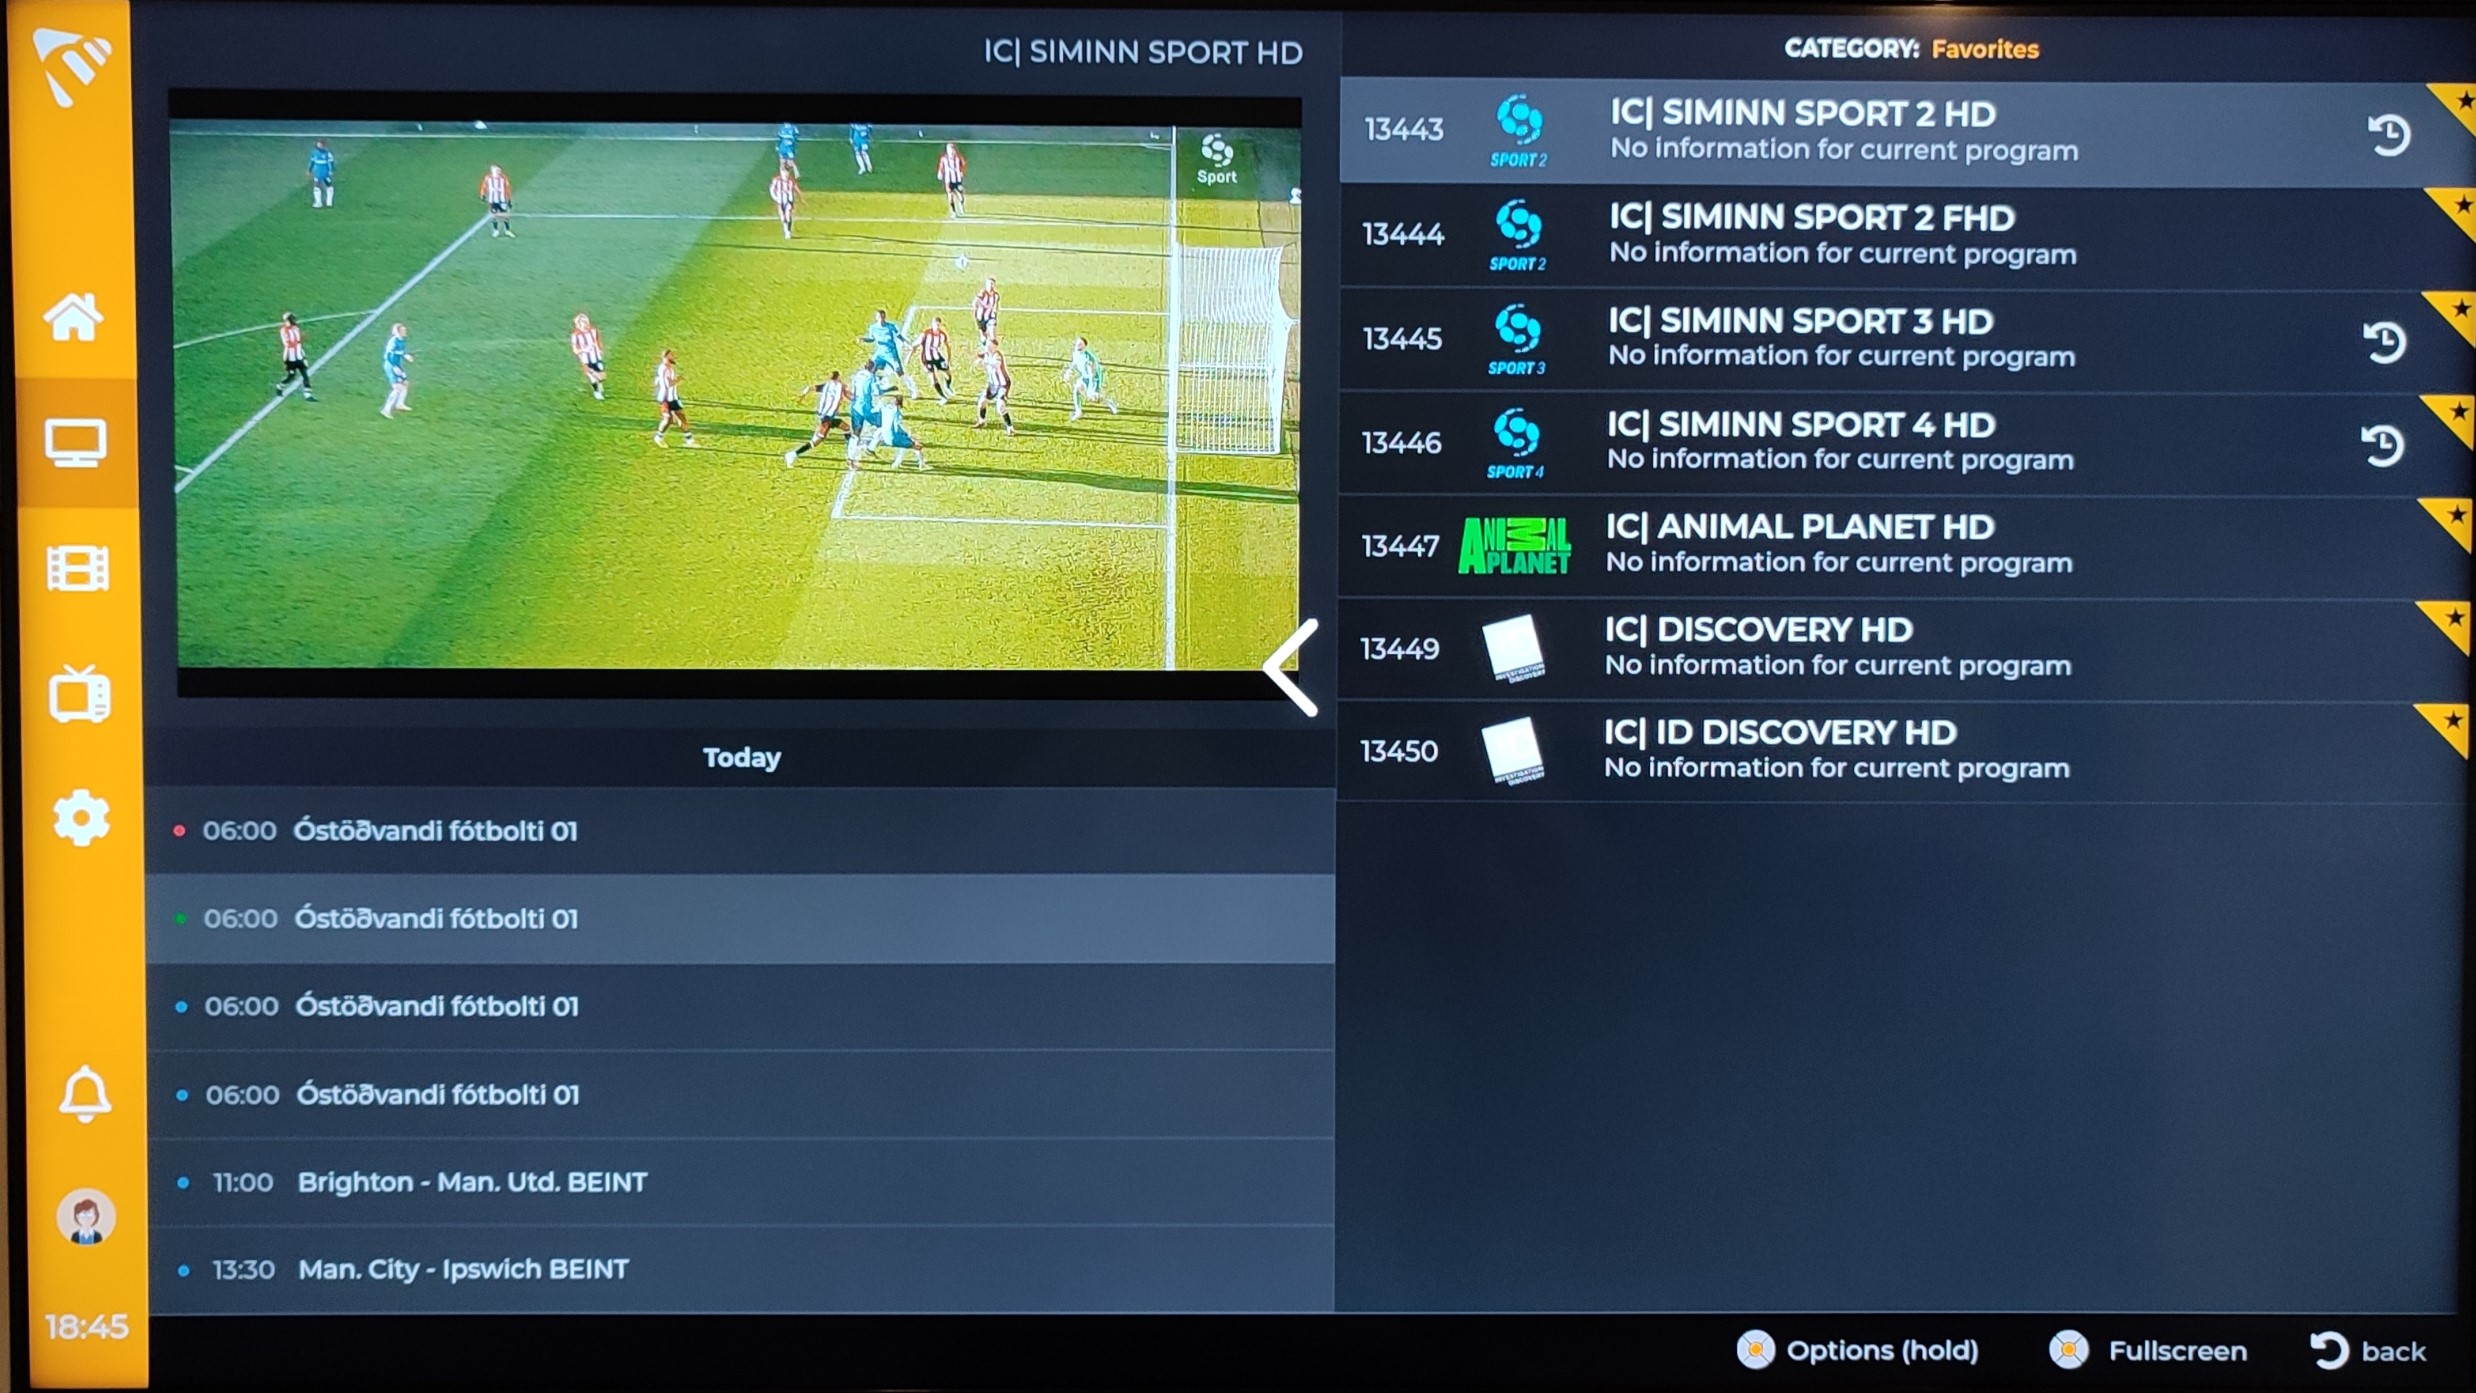 IC| SIMINN SPORT HD
Sport
Today
06:00 Óstöðvandi fótbolti 01
06:00 Óstöðvandi fótbolti 01
06:00 Óstöðvandi fótbolti 01
06:00 Óstöðvandi fótbolti 01
11:00 Brighton - Man. Utd. BEINT
13:30 Man. City - Ipswich BEINT
18:45
CATEGORY: Favorites
13443 SPORT 2 IC| SIMINN SPORT 2 HD
No information for current program
13444 SPORT 2 IC| SIMINN SPORT 2 FHD
No information for current program
13445 SPORT 3 IC| SIMINN SPORT 3 HD
No information for current program
13446 SPORT 4 IC| SIMINN SPORT 4 HD
No information for current program
13447 ANIMAL PLANET IC| ANIMAL PLANET HD
No information for current program
13449 INVESTIGATION DISCOVERY IC| DISCOVERY HD
No information for current program
13450 INVESTIGATION DISCOVERY IC| ID DISCOVERY HD
No information for current program
Options (hold) Fullscreen back